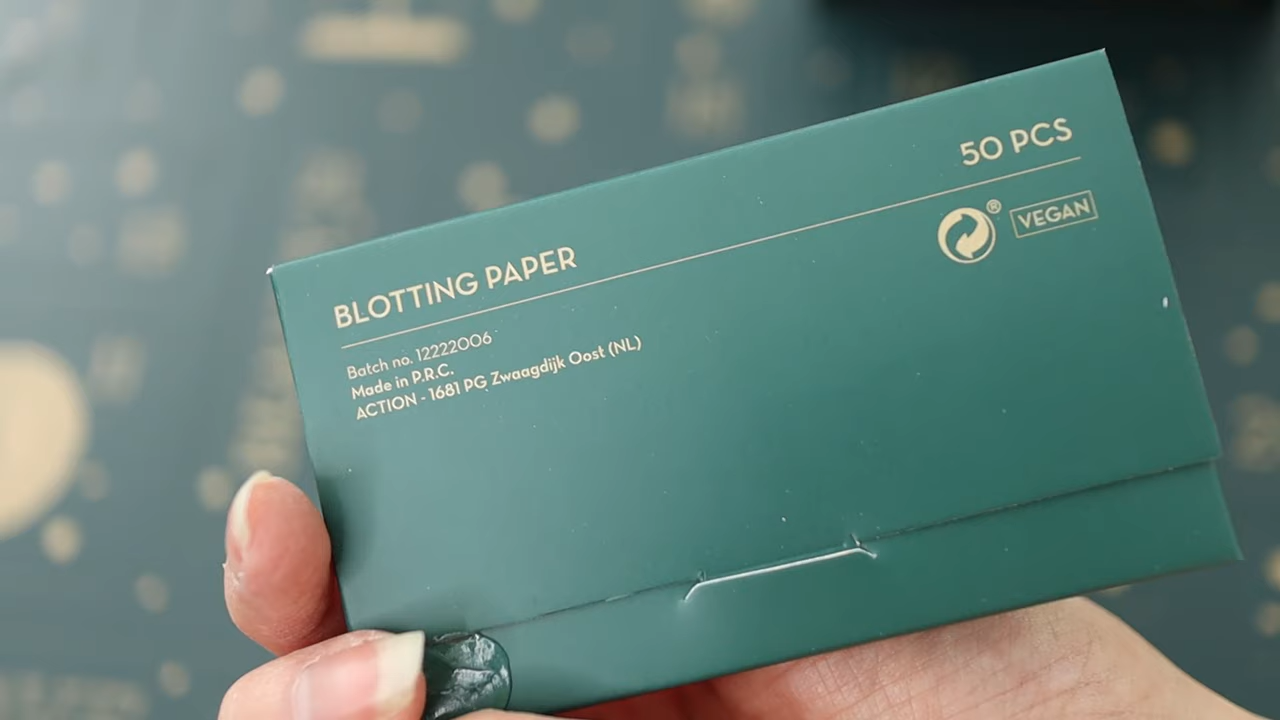 50 PCS
®
VEGAN
BLOTTING PAPER
Batch no. 12222006
Made in P.R.C.
ACTION - 1681 PG Zwaagdijk Oost (NL)